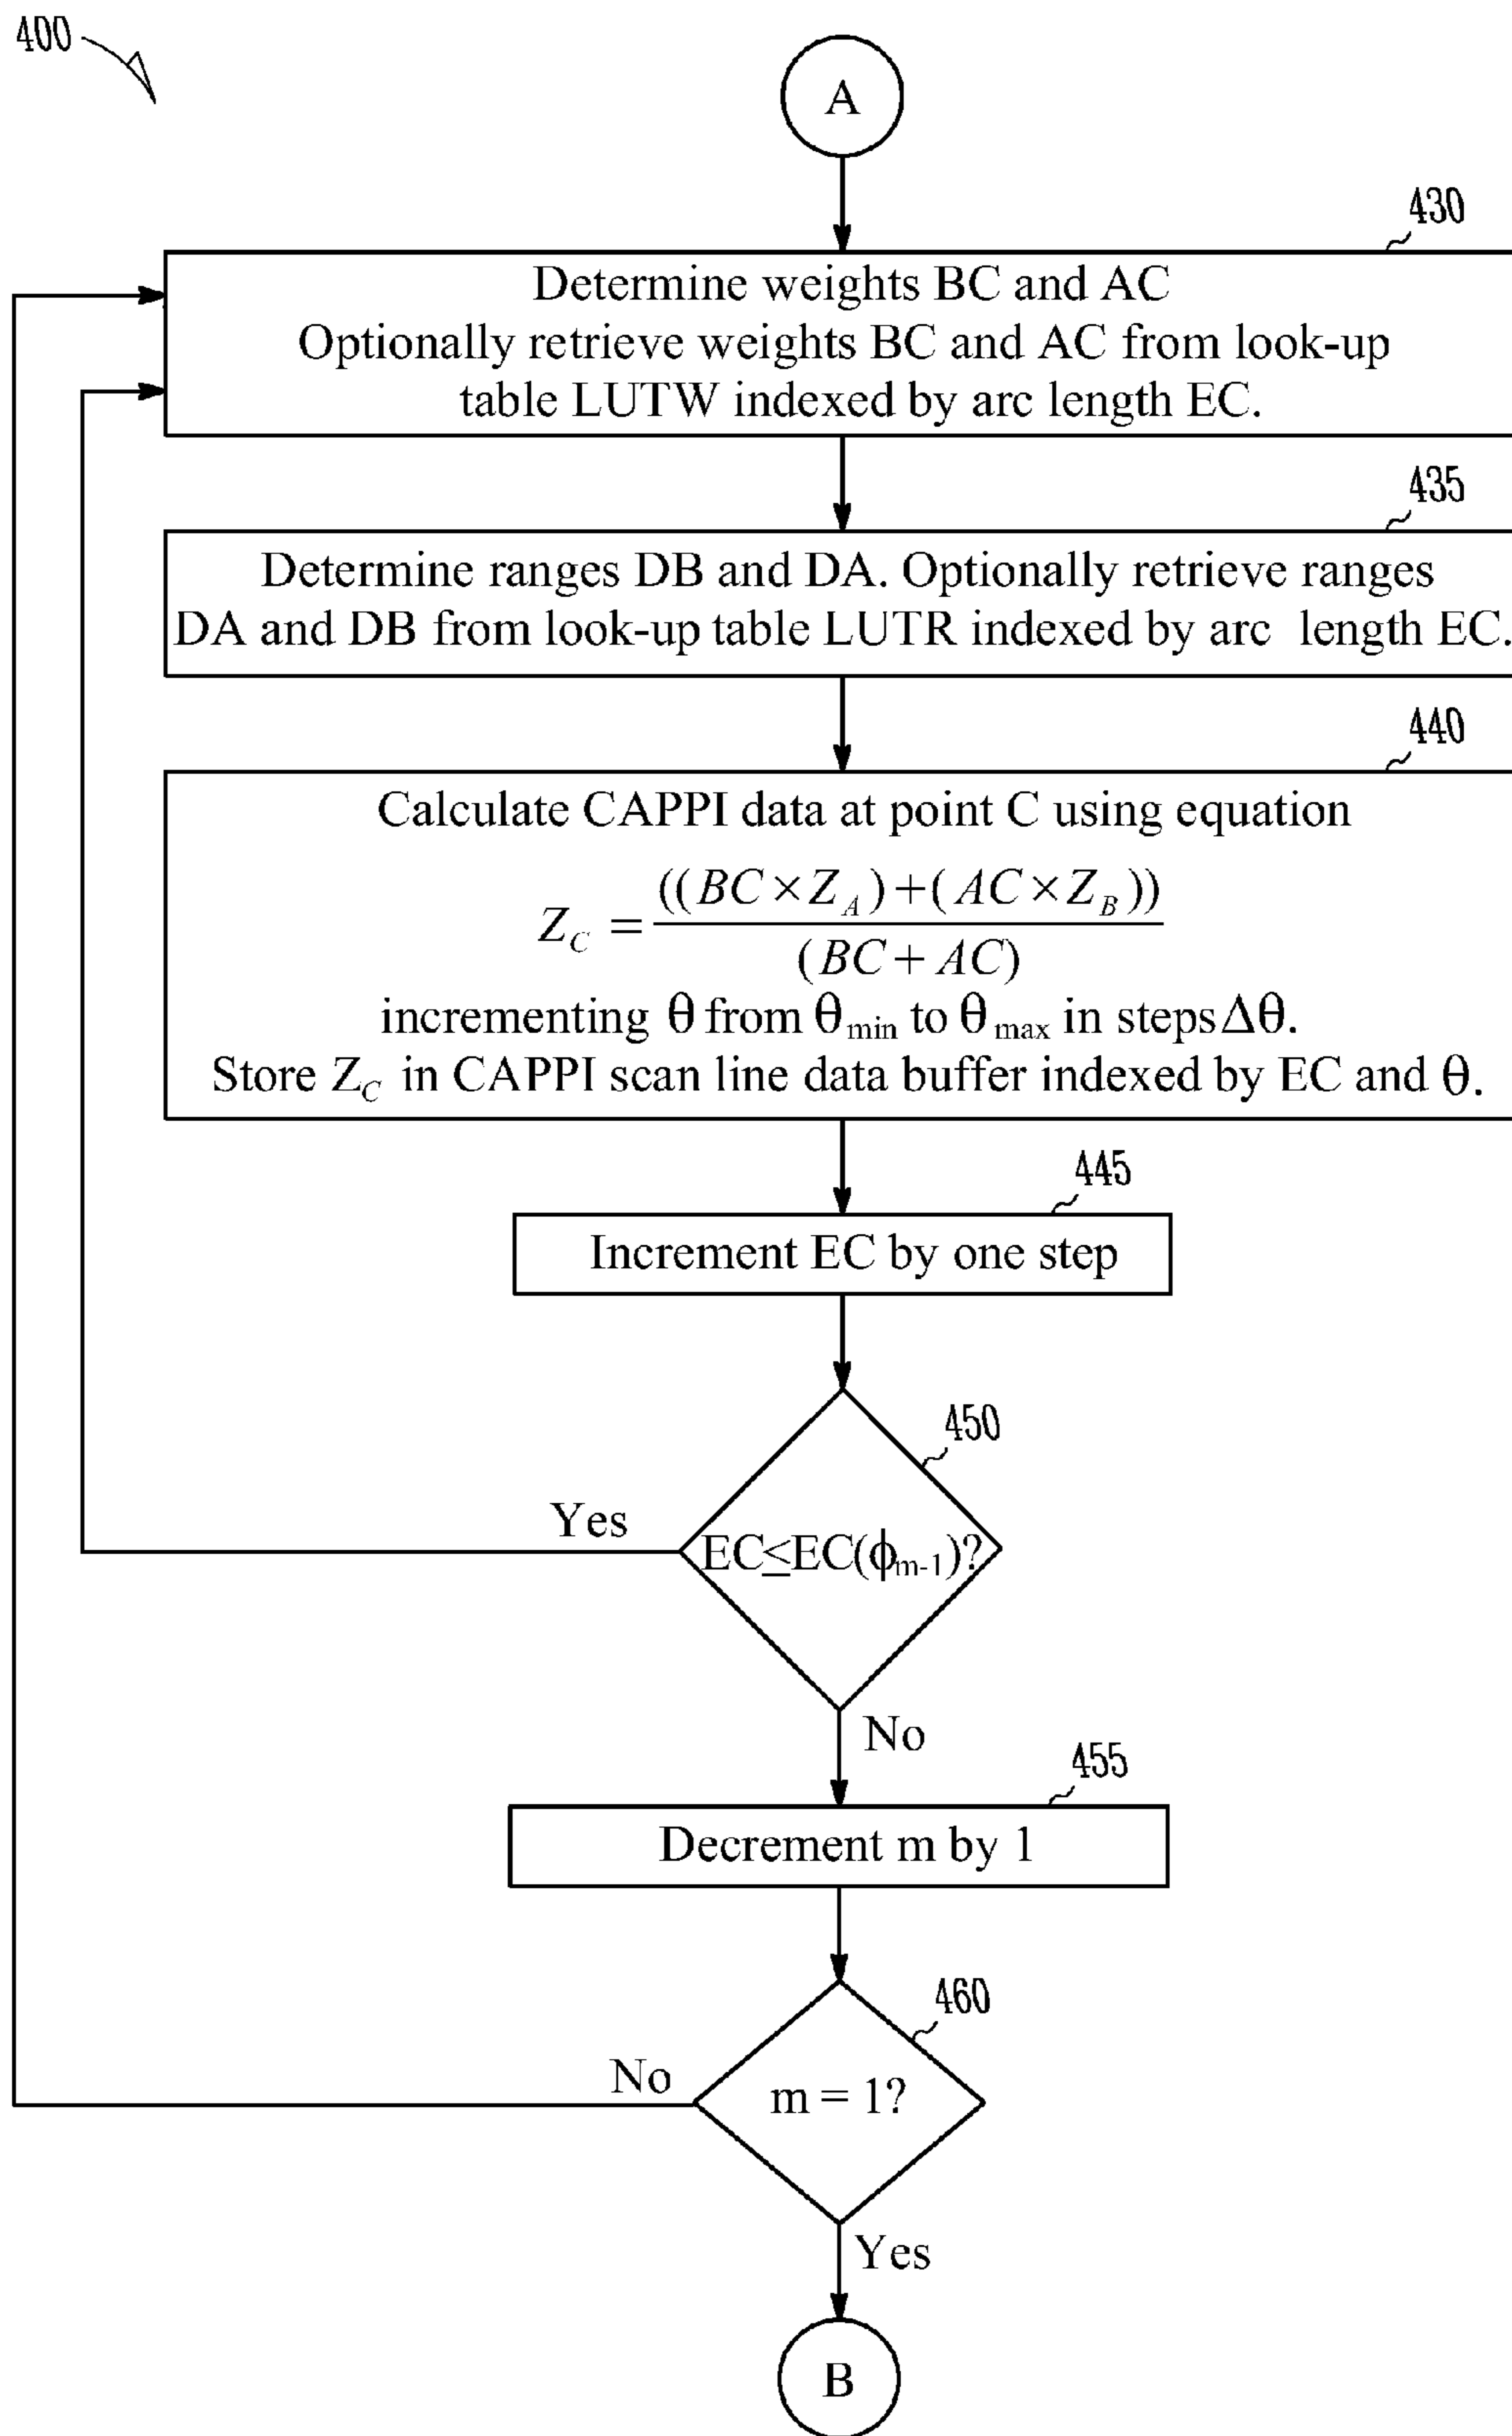 400
A
430
Determine weights BC and AC
Optionally retrieve weights BC and AC from look-up
table LUTW indexed by arc length EC.
435
Determine ranges DB and DA. Optionally retrieve ranges
DA and DB from look-up table LUTR indexed by arc length EC.
440
Calculate CAPPI data at point C using equation
Z_C = ((BC×Z_A)+(AC×Z_B)) / (BC+AC)
incrementing θ from θ_min to θ_max in steps Δθ.
Store Z_C in CAPPI scan line data buffer indexed by EC and θ.
445
Increment EC by one step
450
EC≤EC(ϕ_m-1)?
Yes
No
455
Decrement m by 1
460
m = 1?
No
Yes
B